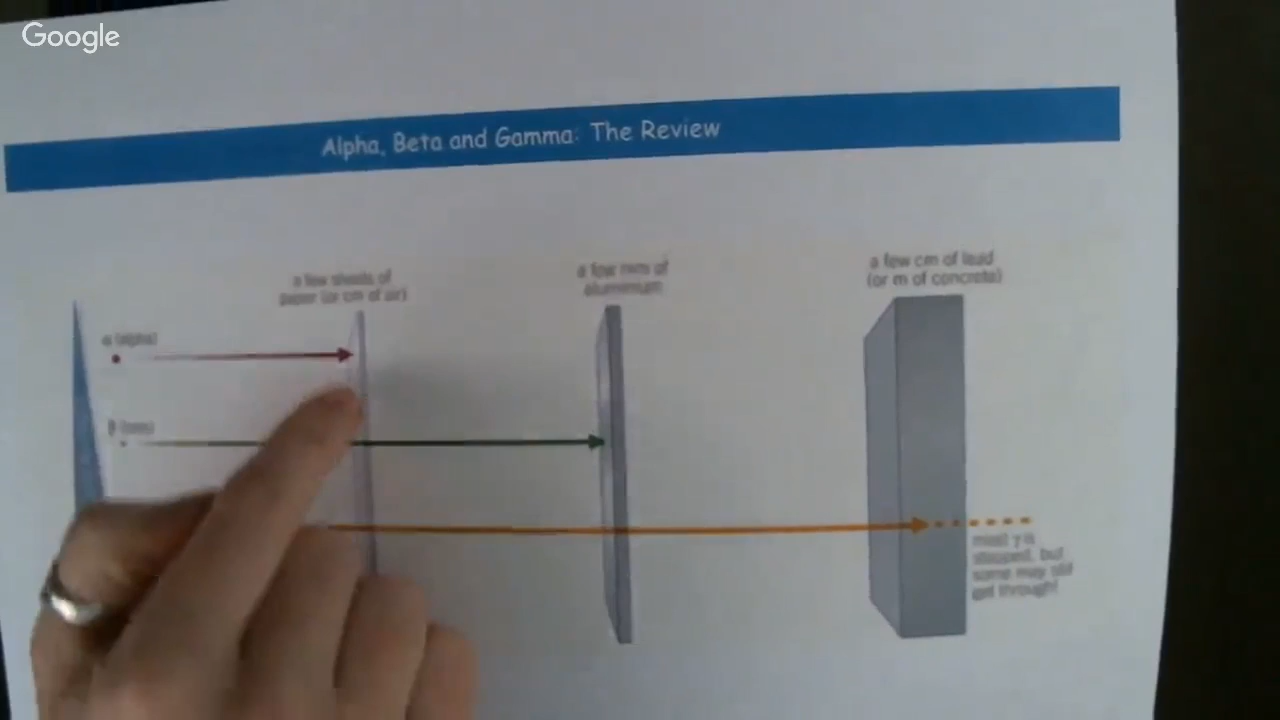 Google
Alpha, Beta and Gamma: The Review
a few sheets of
paper (or cm of air)
a few mm of
aluminium
a few cm of lead
(or m of concrete)
α (alpha)
β
most γ is
stopped, but
some may still
get through!